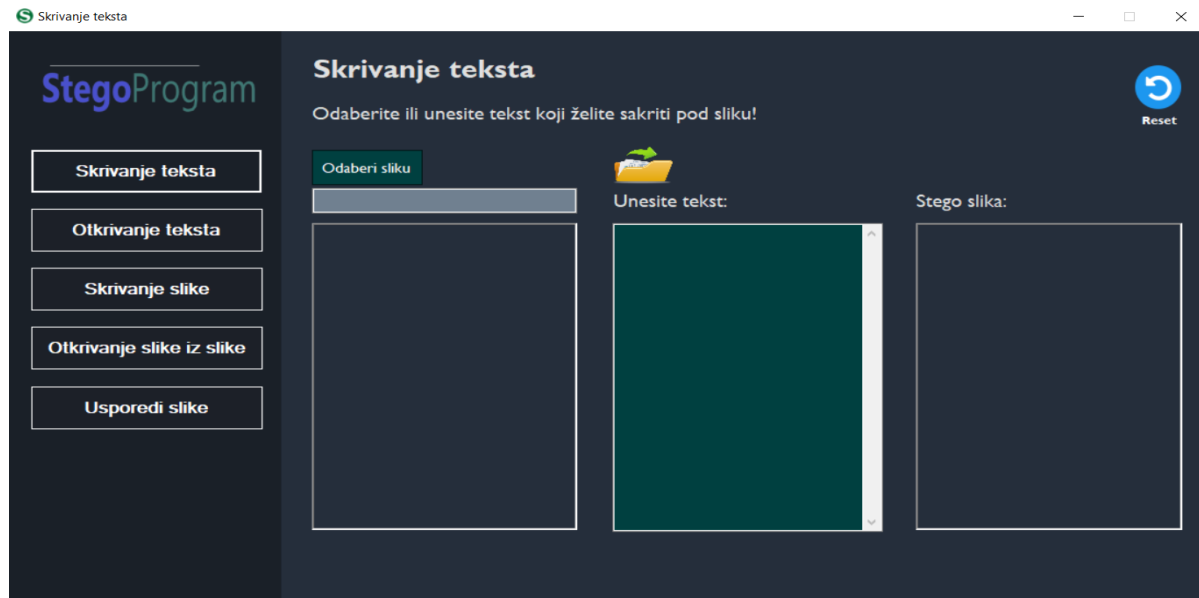 Skrivanje teksta
StegoProgram
Skrivanje teksta
Otkrivanje teksta
Skrivanje slike
Otkrivanje slike iz slike
Usporedi slike
Skrivanje teksta
Odaberite ili unesite tekst koji želite sakriti pod sliku!
Reset
Odaberi sliku
Unesite tekst:
Stego slika: